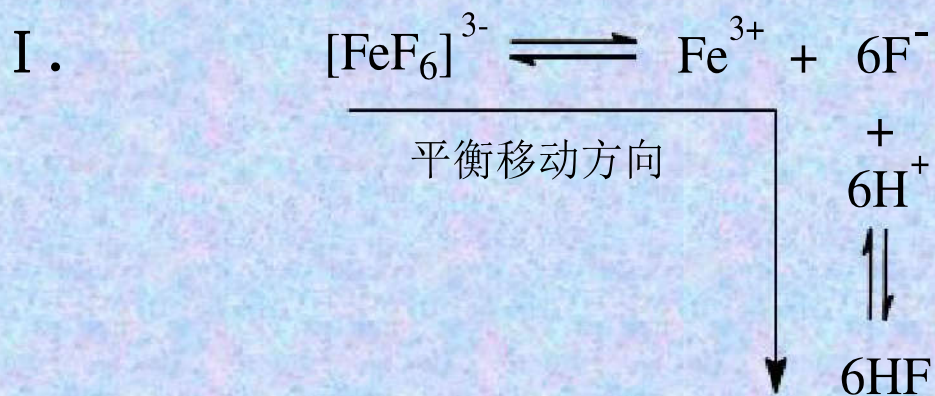 I. [FeF₆]³⁻ ⇌ Fe³⁺ + 6F⁻
+
平衡移动方向
6H⁺
⇌
6HF